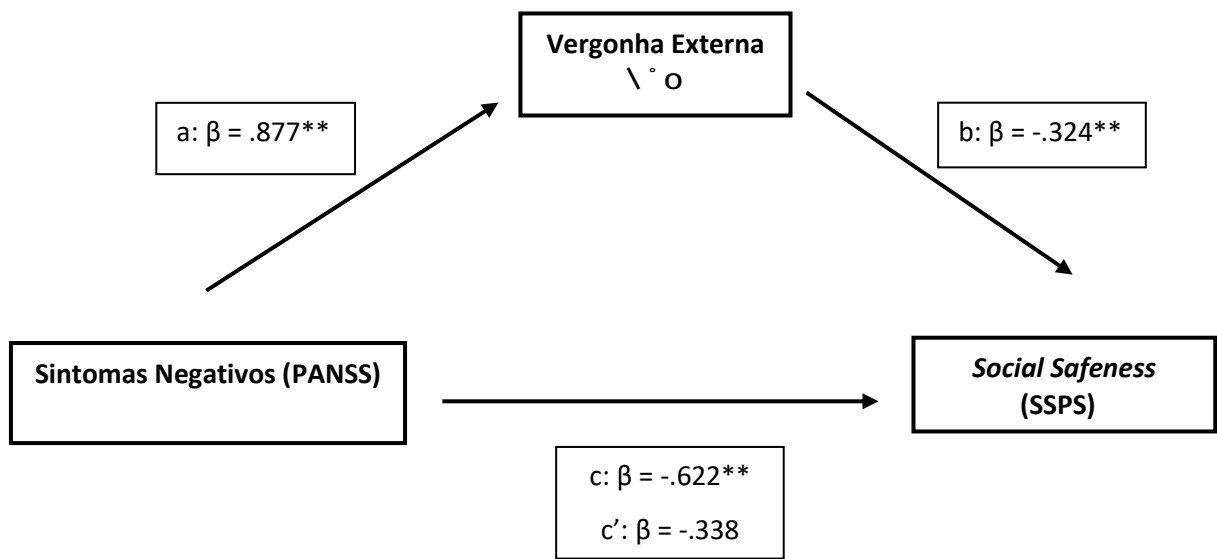 Vergonha Externa
a: β = .877**
b: β = -.324**
Sintomas Negativos (PANSS)
Social Safeness
(SSPS)
c: β = -.622**
c’: β = -.338